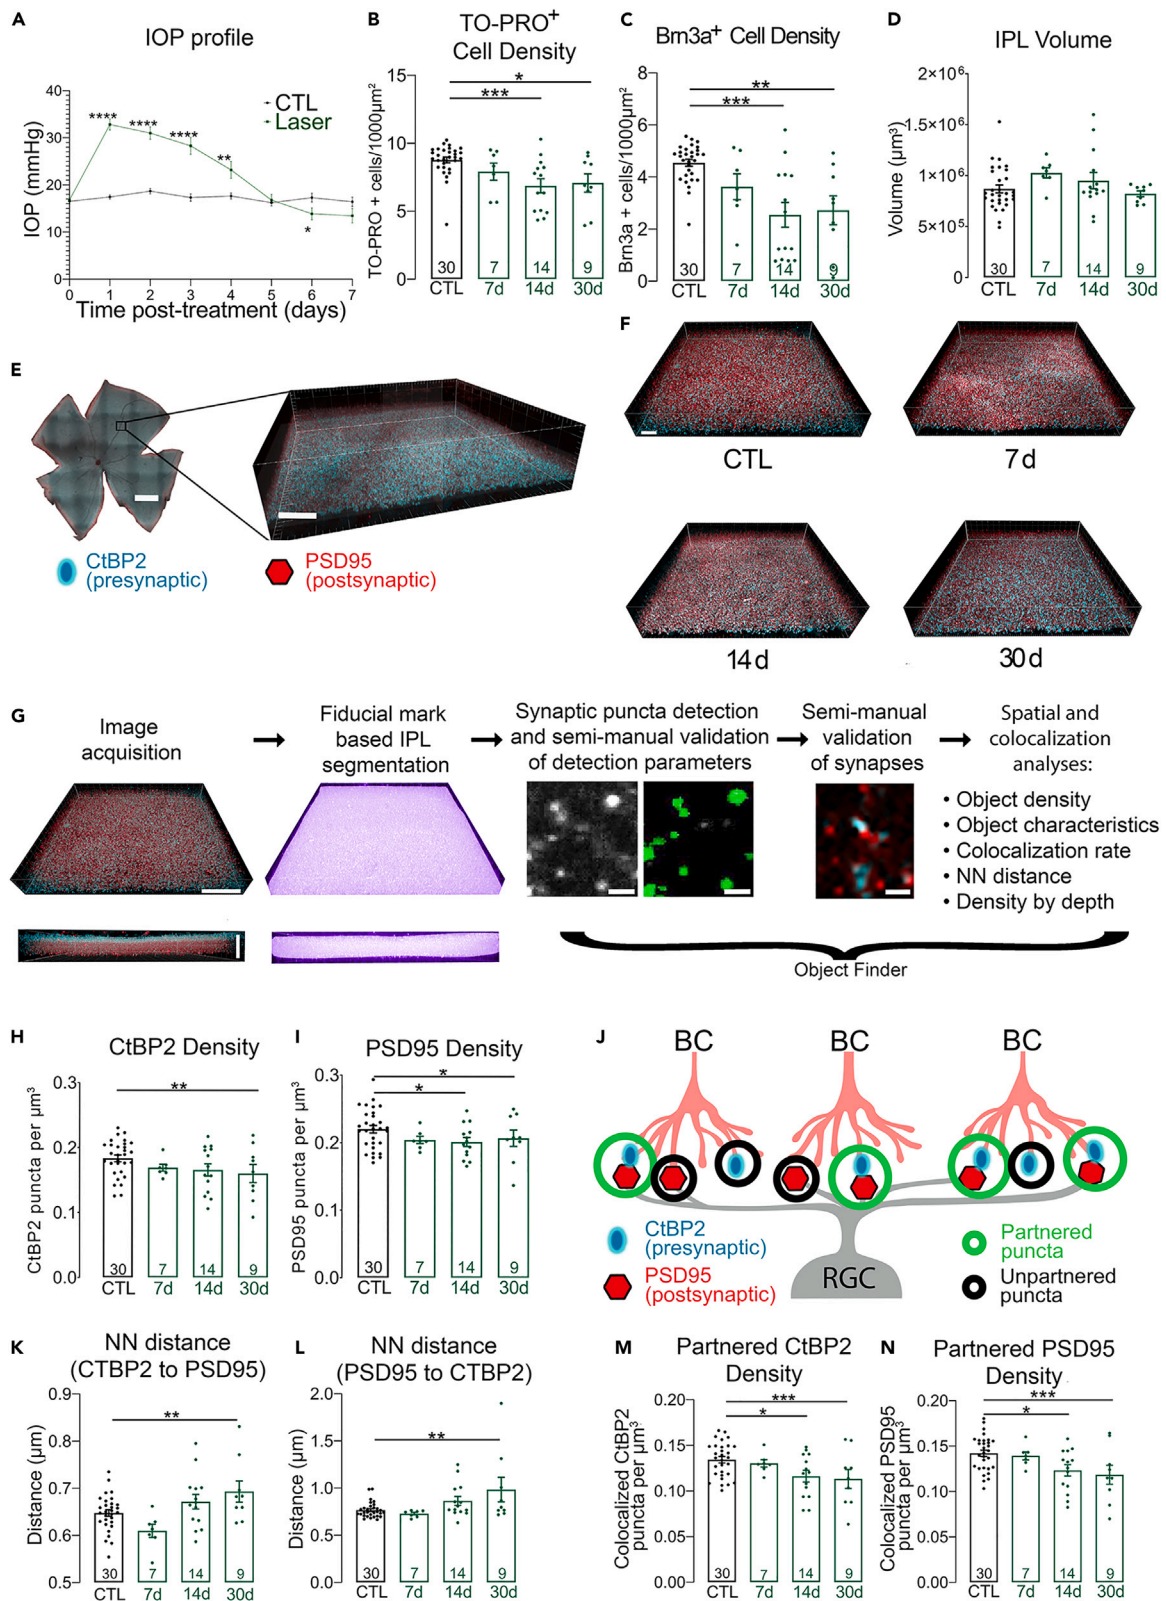 A
IOP profile
IOP (mmHg)
40
30
20
10
0
CTL
Laser
****
****
****
**
*
0 1 2 3 4 5 6 7
Time post-treatment (days)
B
TO-PRO+
Cell Density
TO-PRO + cells/1000µm²
15
10
5
0
*
***
30 7 14 9
CTL 7d 14d 30d
C
Brn3a+ Cell Density
Brn3a + cells/1000µm²
8
6
4
2
0
**
***
30 7 14 9
CTL 7d 14d 30d
D
IPL Volume
Volume (µm³)
2×10⁶
1.5×10⁶
1×10⁶
5×10⁵
0
30 7 14 9
CTL 7d 14d 30d
E
CtBP2
(presynaptic)
PSD95
(postsynaptic)
F
CTL
7d
14d
30d
G
Image
acquisition
Fiducial mark
based IPL
segmentation
Synaptic puncta detection
and semi-manual validation
of detection parameters
Semi-manual
validation
of synapses
Spatial and
colocalization
analyses:
• Object density
• Object characteristics
• Colocalization rate
• NN distance
• Density by depth
Object Finder
H
CtBP2 Density
CtBP2 puncta per µm³
0.3
0.2
0.1
0.0
**
30 7 14 9
CTL 7d 14d 30d
I
PSD95 Density
PSD95 puncta per µm³
0.3
0.2
0.1
0.0
*
*
30 7 14 9
CTL 7d 14d 30d
J
BC BC BC
RGC
CtBP2
(presynaptic)
PSD95
(postsynaptic)
Partnered
puncta
Unpartnered
puncta
K
NN distance
(CTBP2 to PSD95)
Distance (µm)
0.9
0.8
0.7
0.6
0.5
**
30 7 14 9
CTL 7d 14d 30d
L
NN distance
(PSD95 to CTBP2)
Distance (µm)
2.0
1.5
1.0
0.5
0.0
**
30 7 14 9
CTL 7d 14d 30d
M
Partnered CtBP2
Density
Colocalized CtBP2
puncta per µm³
0.20
0.15
0.10
0.05
0.00
***
*
30 7 14 9
CTL 7d 14d 30d
N
Partnered PSD95
Density
Colocalized PSD95
puncta per µm³
0.20
0.15
0.10
0.05
0.00
***
*
30 7 14 9
CTL 7d 14d 30d